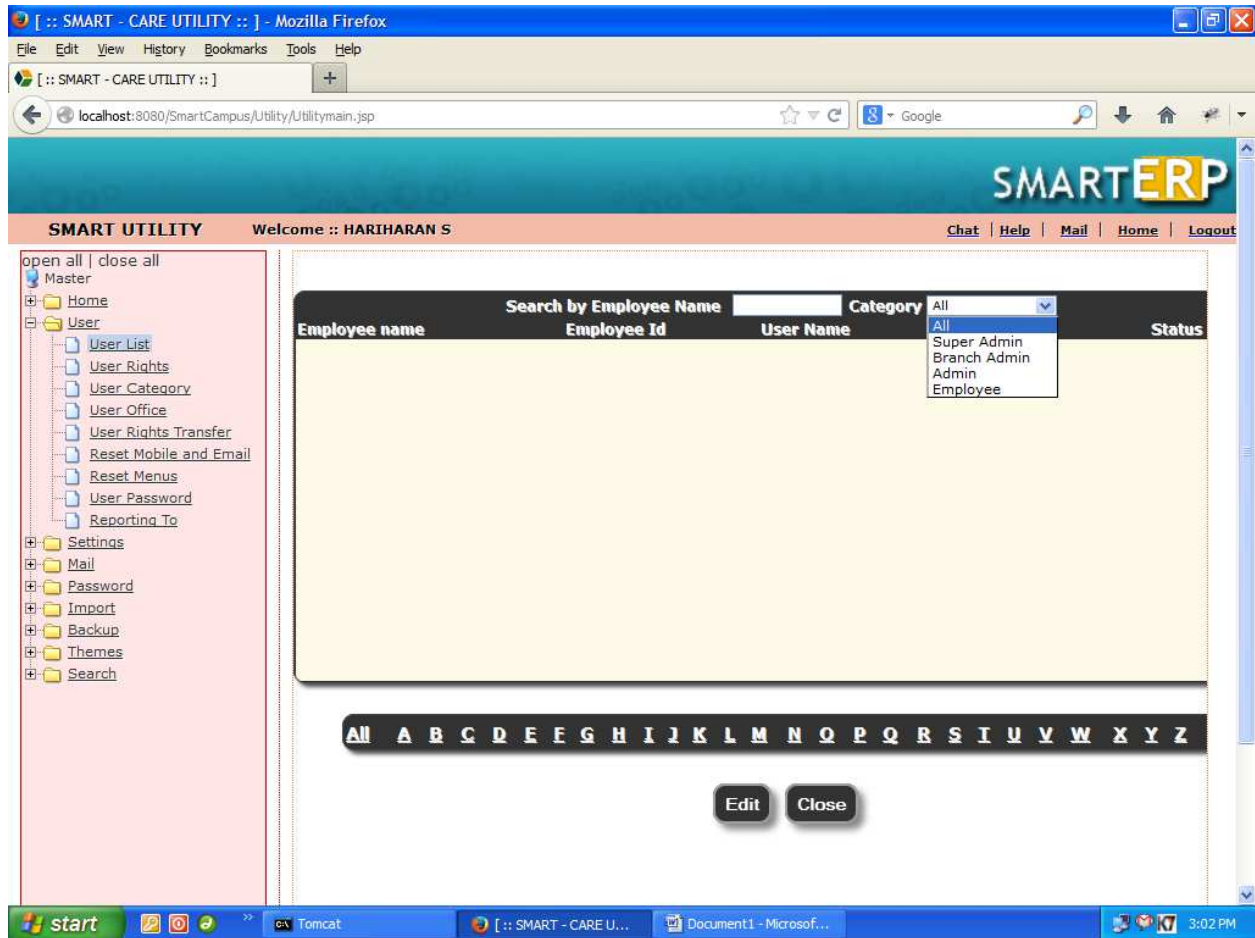 [ :: SMART - CARE UTILITY :: ] - Mozilla Firefox
File Edit View History Bookmarks Tools Help
[ :: SMART - CARE UTILITY :: ]
localhost:8080/SmartCampus/Utility/Utilitymain.jsp
Google
SMARTERP
SMART UTILITY Welcome :: HARIHARAN S Chat | Help | Mail | Home | Logout
open all | close all
Master
Home
User
User List
User Rights
User Category
User Office
User Rights Transfer
Reset Mobile and Email
Reset Menus
User Password
Reporting To
Settings
Mail
Password
Import
Backup
Themes
Search
Search by Employee Name Category All
Employee name Employee Id User Name Status
All
Super Admin
Branch Admin
Admin
Employee
All A B C D E F G H I J K L M N O P Q R S T U V W X Y Z
Edit Close
start Tomcat [ :: SMART - CARE U... Document1 - Microsof... 3:02 PM